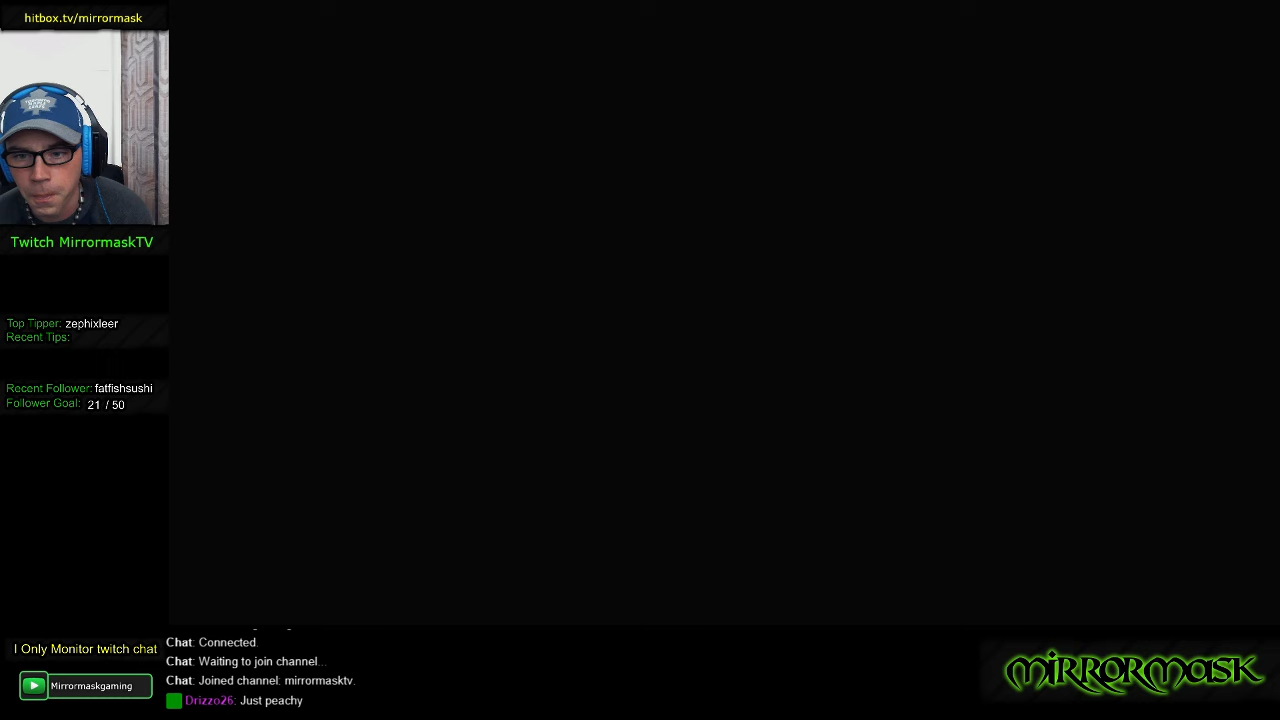 hitbox.tv/mirrormask
Twitch MirrormaskTV
Top Tipper: zephixleer
Recent Tips:
Recent Follower: fatfishsushi
Follower Goal: 21 / 50
I Only Monitor twitch chat
Mirrormaskgaming
Chat: Connected.
Chat: Waiting to join channel...
Chat: Joined channel: mirrormasktv.
Drizzo26: Just peachy
MIRRORMASK